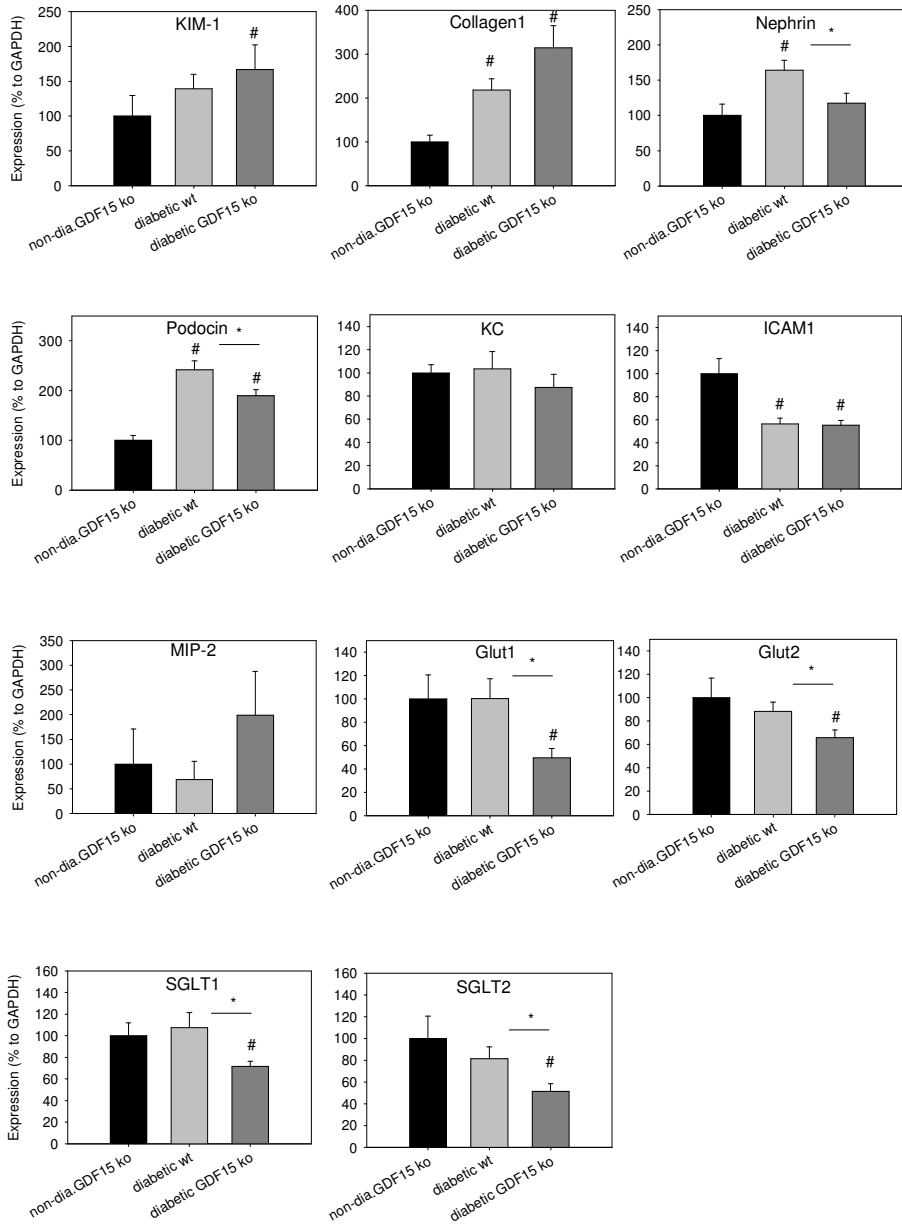 KIM-1
#
Expression (% to GAPDH)
200
150
100
50
0
non-dia.GDF15 ko
diabetic wt
diabetic GDF15 ko
Collagen1
#
#
400
300
200
100
0
non-dia.GDF15 ko
diabetic wt
diabetic GDF15 ko
Nephrin
#
*
250
200
150
100
50
0
non-dia.GDF15 ko
diabetic wt
diabetic GDF15 ko
Podocin
*
#
#
Expression (% to GAPDH)
300
200
100
0
non-dia.GDF15 ko
diabetic wt
diabetic GDF15 ko
KC
140
120
100
80
60
40
20
0
non-dia.GDF15 ko
diabetic wt
diabetic GDF15 ko
ICAM1
#
#
140
120
100
80
60
40
20
0
non-dia.GDF15 ko
diabetic wt
diabetic GDF15 ko
MIP-2
Expression (% to GAPDH)
350
300
250
200
150
100
50
0
non-dia.GDF15 ko
diabetic wt
diabetic GDF15 ko
Glut1
*
#
140
120
100
80
60
40
20
0
non-dia.GDF15 ko
diabetic wt
diabetic GDF15 ko
Glut2
*
#
140
120
100
80
60
40
20
0
non-dia.GDF15 ko
diabetic wt
diabetic GDF15 ko
SGLT1
*
#
Expression (% to GAPDH)
160
140
120
100
80
60
40
20
0
non-dia.GDF15 ko
diabetic wt
diabetic GDF15 ko
SGLT2
*
#
160
140
120
100
80
60
40
20
0
non-dia.GDF15 ko
diabetic wt
diabetic GDF15 ko